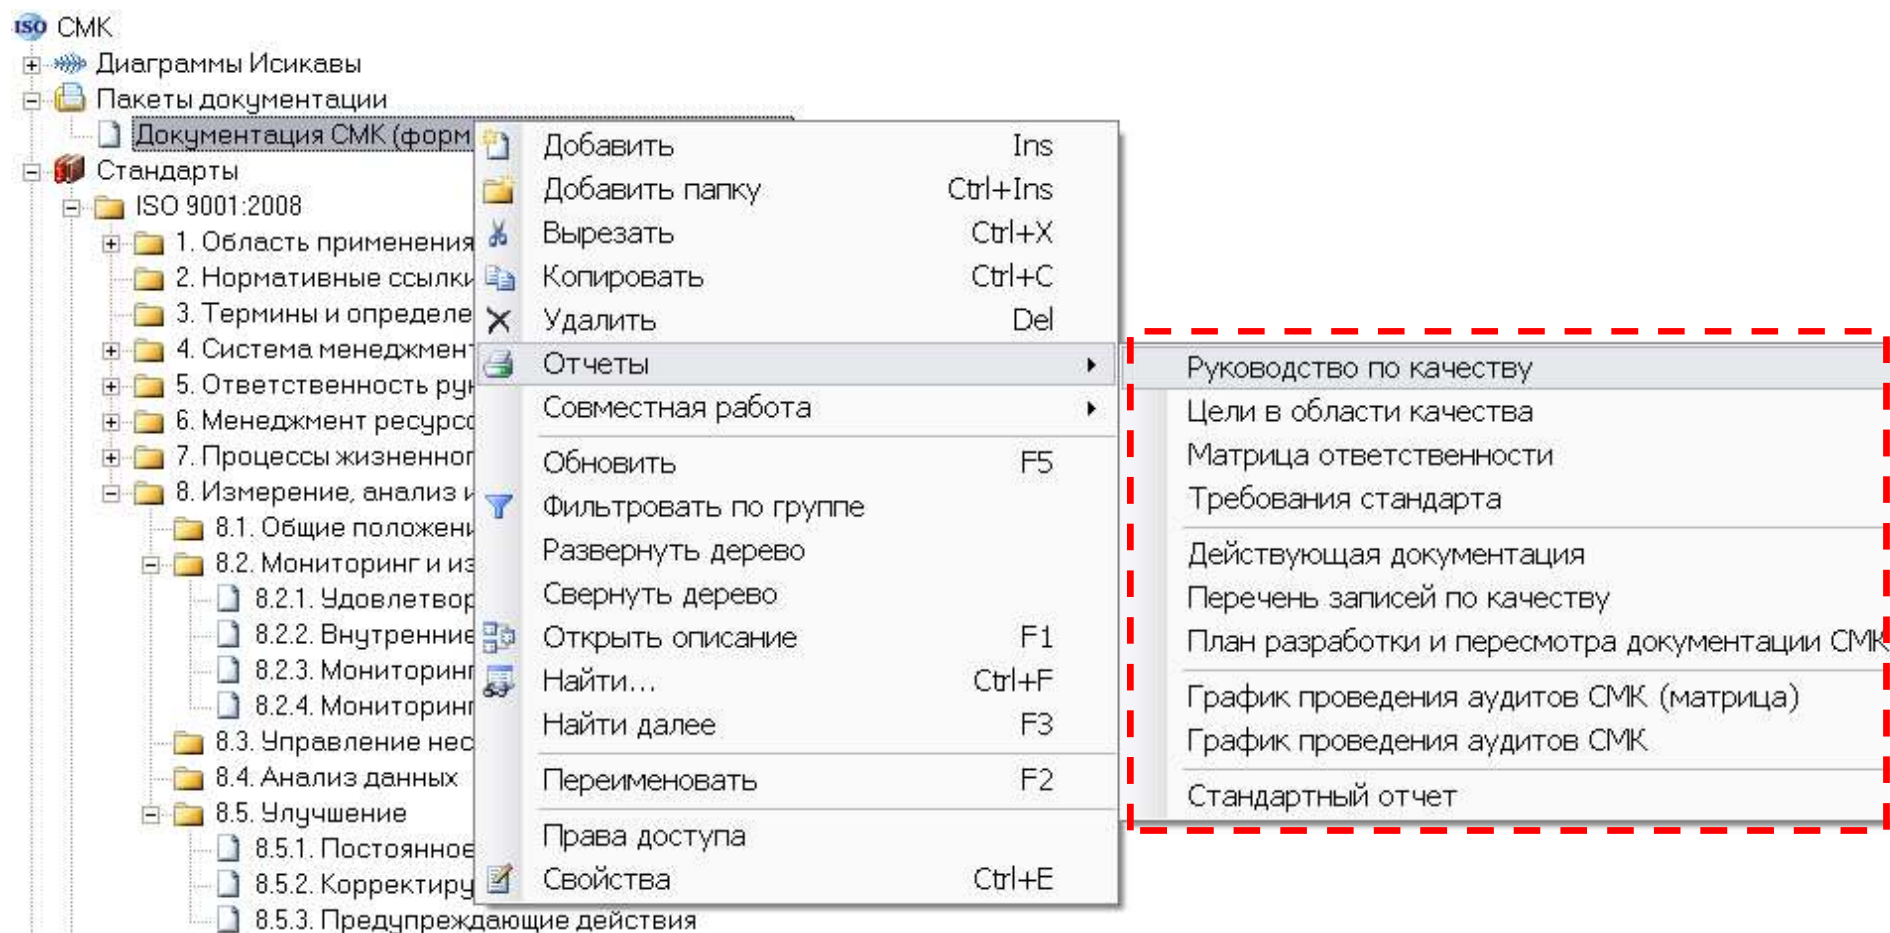 ISO СМК
Диаграммы Исикавы
Пакеты документации
Документация СМК (форм
Стандарты
ISO 9001:2008
1. Область применения
2. Нормативные ссылки
3. Термины и определе
4. Система менеджмент
5. Ответственность рук
6. Менеджмент ресурсо
7. Процессы жизненног
8. Измерение, анализ и
8.1. Общие положени
8.2. Мониторинг и из
8.2.1. Удовлетвор
8.2.2. Внутренние
8.2.3. Мониторинг
8.2.4. Мониторинг
8.3. Управление нес
8.4. Анализ данных
8.5. Улучшение
8.5.1. Постоянное
8.5.2. Корректиру
8.5.3. Предупреждающие действия
Добавить Ins
Добавить папку Ctrl+Ins
Вырезать Ctrl+X
Копировать Ctrl+C
Удалить Del
Отчеты
Совместная работа
Обновить F5
Фильтровать по группе
Развернуть дерево
Свернуть дерево
Открыть описание F1
Найти... Ctrl+F
Найти далее F3
Переименовать F2
Права доступа
Свойства Ctrl+E
Руководство по качеству
Цели в области качества
Матрица ответственности
Требования стандарта
Действующая документация
Перечень записей по качеству
План разработки и пересмотра документации СМК
График проведения аудитов СМК (матрица)
График проведения аудитов СМК
Стандартный отчет